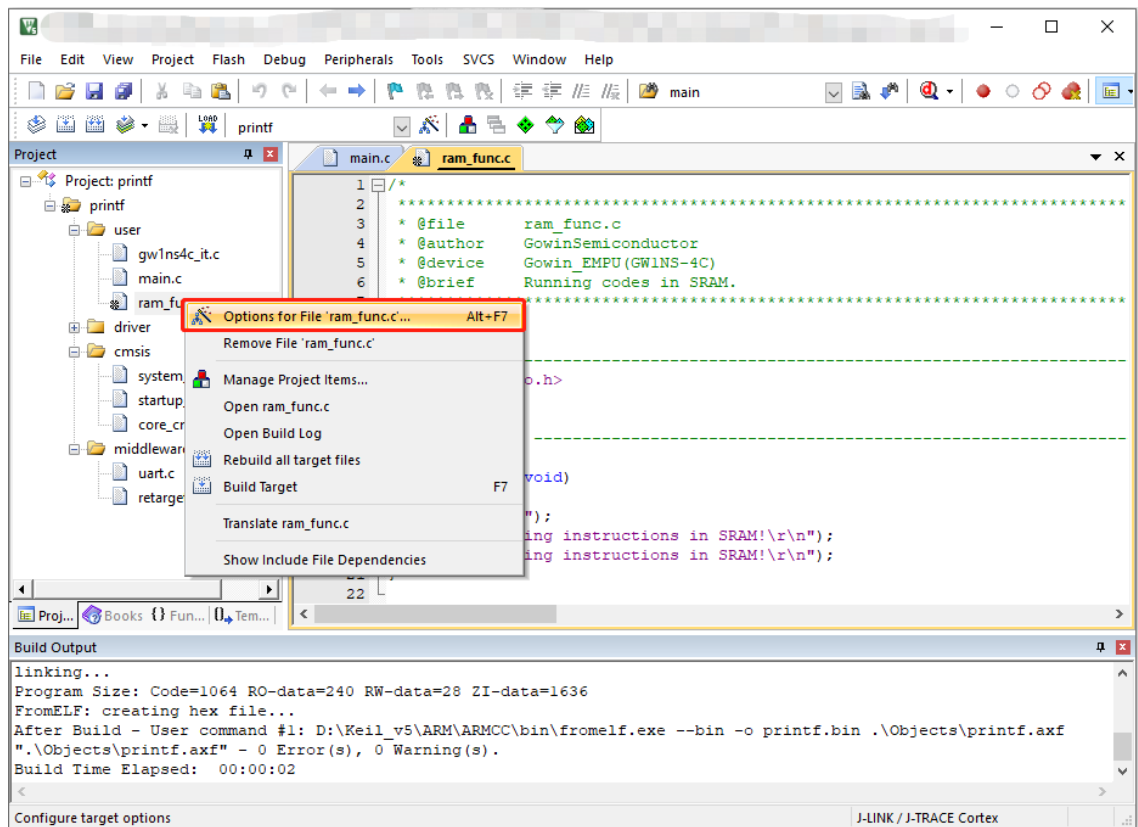 File Edit View Project Flash Debug Peripherals Tools SVCS Window Help
main
LOAD printf
Project
main.c ram_func.c
Project: printf
printf
user
gw1ns4c_it.c
main.c
ram_fu
driver
cmsis
system_
startup_
core_cr
middlewar
uart.c
retarge
Options for File 'ram_func.c'... Alt+F7
Remove File 'ram_func.c'
Manage Project Items...
Open ram_func.c
Open Build Log
Rebuild all target files
Build Target F7
Translate ram_func.c
Show Include File Dependencies
1 /*
2 ****************************************************************************
3 * @file ram_func.c
4 * @author GowinSemiconductor
5 * @device Gowin_EMPU(GW1NS-4C)
6 * @brief Running codes in SRAM.
****************************************************************************
o.h>
void)
");
ing instructions in SRAM!\r\n");
ing instructions in SRAM!\r\n");
22
Proj... Books {} Fun... Tem...
Build Output
linking...
Program Size: Code=1064 RO-data=240 RW-data=28 ZI-data=1636
FromELF: creating hex file...
After Build - User command #1: D:\Keil_v5\ARM\ARMCC\bin\fromelf.exe --bin -o printf.bin .\Objects\printf.axf
".\Objects\printf.axf" - 0 Error(s), 0 Warning(s).
Build Time Elapsed: 00:00:02
Configure target options J-LINK / J-TRACE Cortex